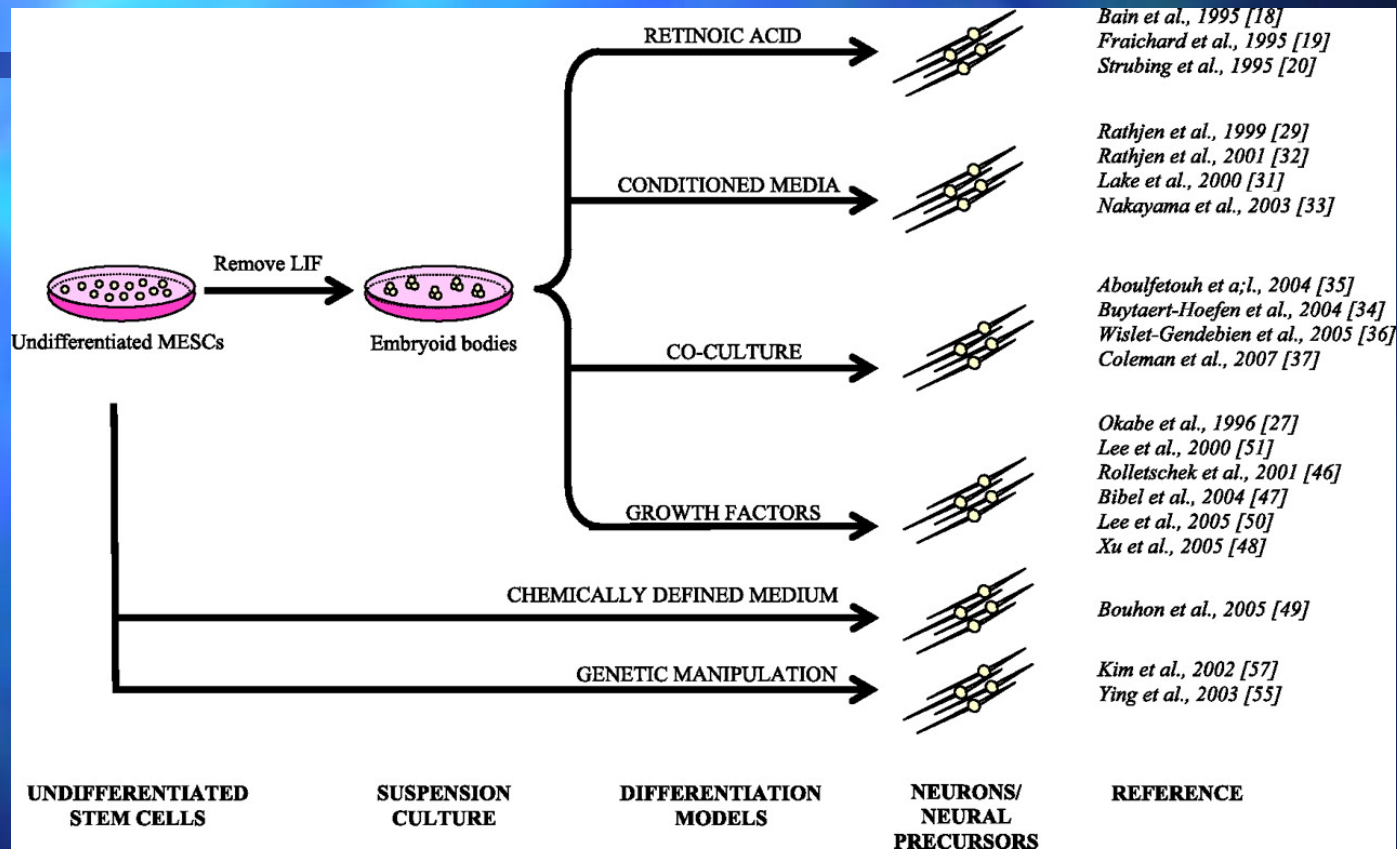 RETINOIC ACID
Bain et al., 1995 [18]
Fraichard et al., 1995 [19]
Strubing et al., 1995 [20]
CONDITIONED MEDIA
Rathjen et al., 1999 [29]
Rathjen et al., 2001 [32]
Lake et al., 2000 [31]
Nakayama et al., 2003 [33]
Remove LIF
Undifferentiated MESCs
Embryoid bodies
CO-CULTURE
Aboulfetouh et a;l., 2004 [35]
Buytaert-Hoefen et al., 2004 [34]
Wislet-Gendebien et al., 2005 [36]
Coleman et al., 2007 [37]
GROWTH FACTORS
Okabe et al., 1996 [27]
Lee et al., 2000 [51]
Rolletschek et al., 2001 [46]
Bibel et al., 2004 [47]
Lee et al., 2005 [50]
Xu et al., 2005 [48]
CHEMICALLY DEFINED MEDIUM
Bouhon et al., 2005 [49]
GENETIC MANIPULATION
Kim et al., 2002 [57]
Ying et al., 2003 [55]
UNDIFFERENTIATED
STEM CELLS
SUSPENSION
CULTURE
DIFFERENTIATION
MODELS
NEURONS/
NEURAL
PRECURSORS
REFERENCE